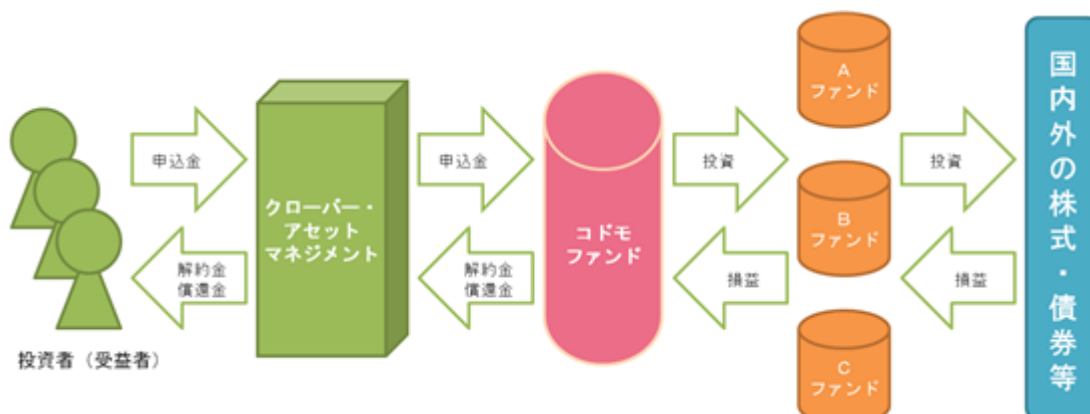 申込金
クローバー・
アセット
マネジメント
申込金
コドモ
ファンド
投資
A
ファンド
投資
国内外の株式・債券等
B
ファンド
解約金
償還金
解約金
償還金
損益
損益
C
ファンド
投資者（受益者）